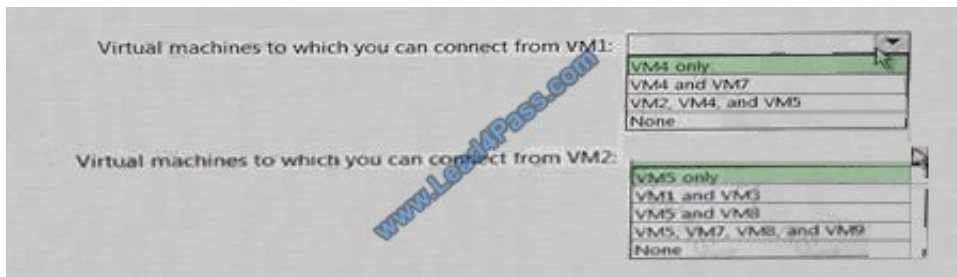 Virtual machines to which you can connect from VM1:
VM4 only
VM4 and VM7
VM2, VM4, and VM5
None
Virtual machines to which you can connect from VM2:
VM5 only
VM1 and VM3
VM5 and VM8
VM5, VM7, VM8, and VM9
None
www.Lead4Pass.com